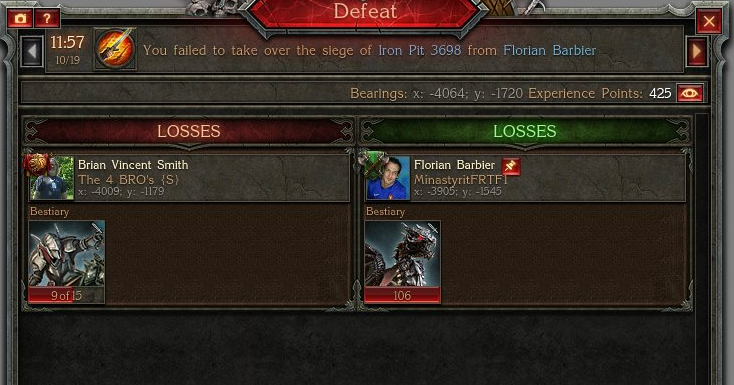 Defeat
?
11:57
10/19
You failed to take over the siege of Iron Pit 3698 from Florian Barbier
Bearings: x: -4064; y: -1720 Experience Points: 425
LOSSES
Brian Vincent Smith
The 4 BRO's {S}
x: -4009; y: -1179
Bestiary
9 of 15
LOSSES
Florian Barbier
MinastyritFRTF1
x: -3905; y: -1545
Bestiary
106